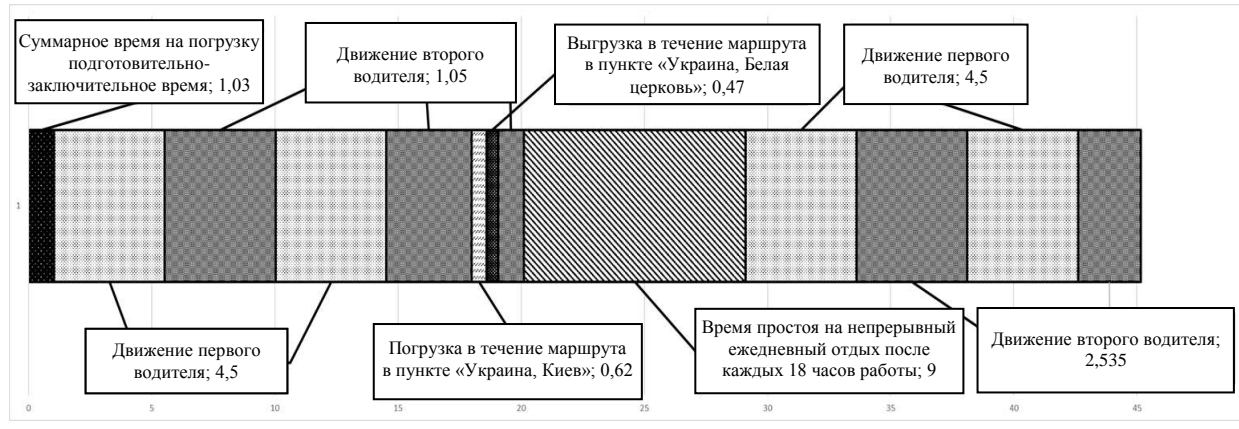 Суммарное время на погрузку
подготовительно-
заключительное время; 1,03
Движение второго
водителя; 1,05
Выгрузка в течение маршрута
в пункте «Украина, Белая
церковь»; 0,47
Движение первого
водителя; 4,5
1
Движение первого
водителя; 4,5
Погрузка в течение маршрута
в пункте «Украина, Киев»; 0,62
Время простоя на непрерывный
ежедневный отдых после
каждых 18 часов работы; 9
Движение второго водителя;
2,535
0 5 10 15 20 25 30 35 40 45